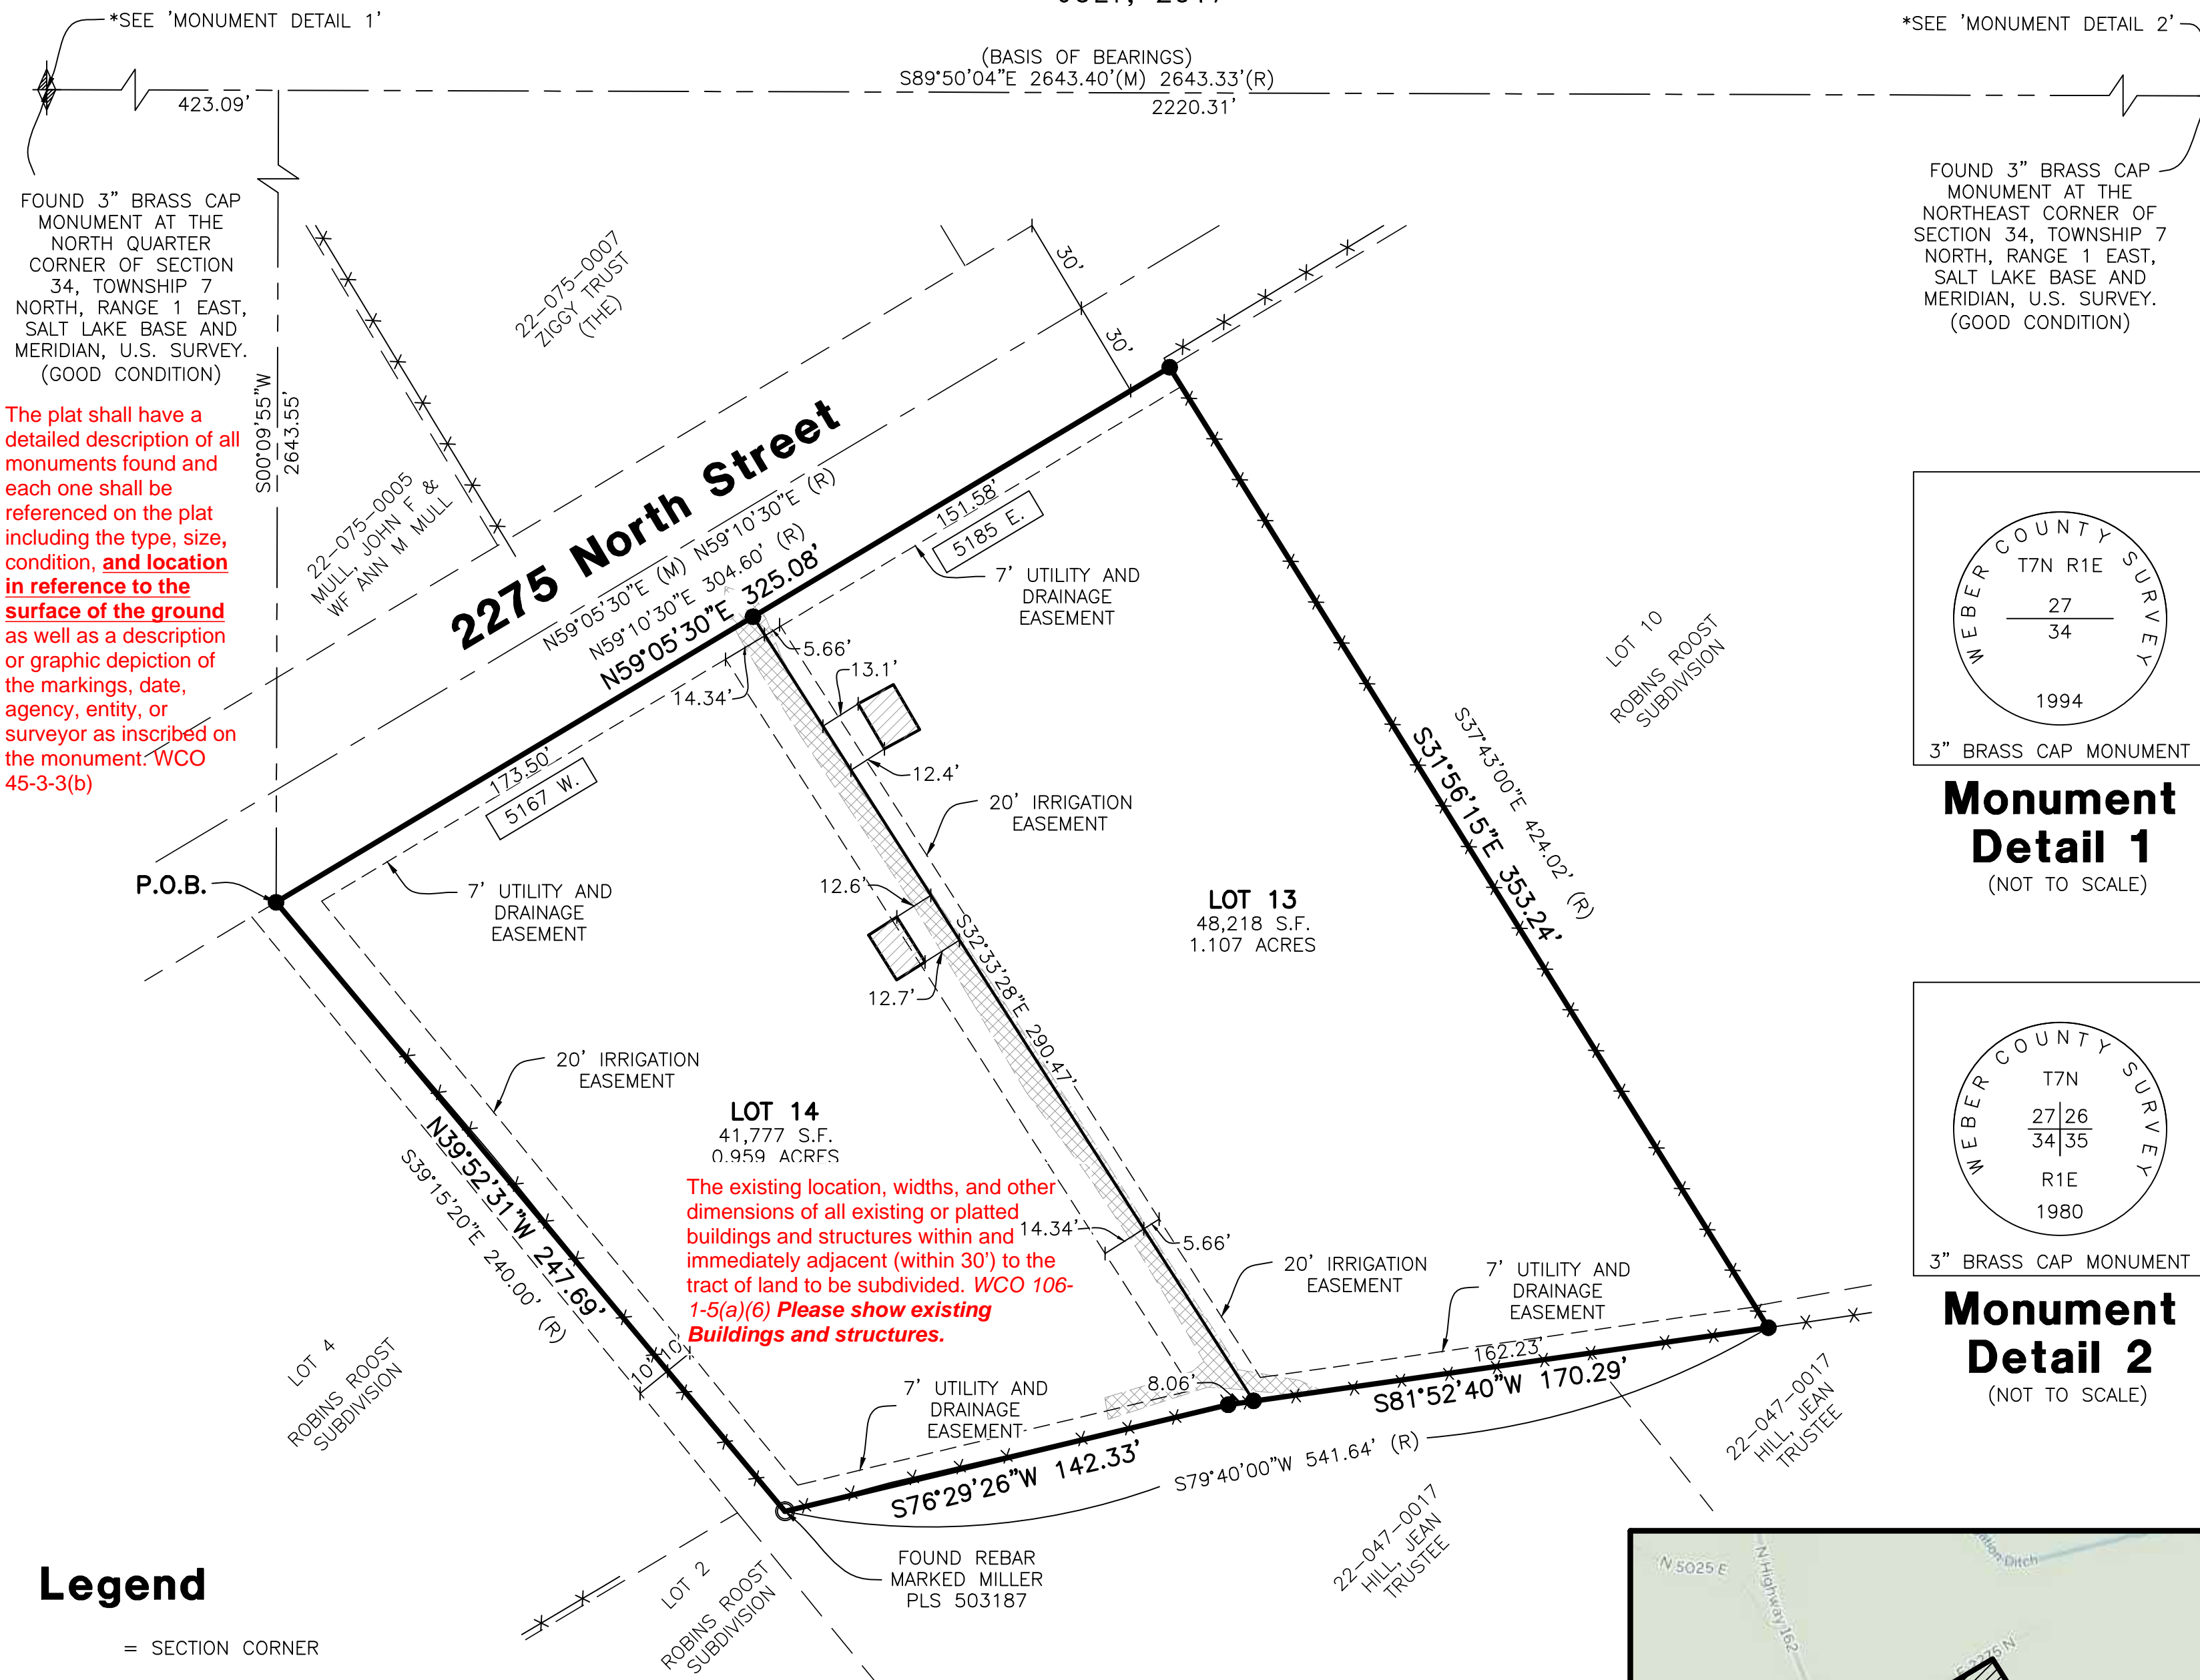 *SEE 'MONUMENT DETAIL 1'
*SEE 'MONUMENT DETAIL 2'
(BASIS OF BEARINGS)
S89°50'04"E 2643.40'(M) 2643.33'(R)
423.09'
2220.31'
FOUND 3" BRASS CAP
MONUMENT AT THE
NORTH QUARTER
CORNER OF SECTION
34, TOWNSHIP 7
NORTH, RANGE 1 EAST,
SALT LAKE BASE AND
MERIDIAN, U.S. SURVEY.
(GOOD CONDITION)
FOUND 3" BRASS CAP
MONUMENT AT THE
NORTHEAST CORNER OF
SECTION 34, TOWNSHIP 7
NORTH, RANGE 1 EAST,
SALT LAKE BASE AND
MERIDIAN, U.S. SURVEY.
(GOOD CONDITION)
S00°09'55"W
2643.55'
The plat shall have a
detailed description of all
monuments found and
each one shall be
referenced on the plat
including the type, size,
condition, and location
in reference to the
surface of the ground
as well as a description
or graphic depiction of
the markings, date,
agency, entity, or
surveyor as inscribed on
the monument. WCO
45-3-3(b)
22-075-0007
ZIGGY TRUST
(THE)
22-075-0005
MULL, JOHN F &
WF ANN M MULL
30'
30'
2275 North Street
N59°05'30"E (M) N59°10'30"E (R)
N59°10'30"E 304.60' (R)
N59°05'30"E 325.08'
151.58'
5185 E.
7' UTILITY AND
DRAINAGE
EASEMENT
5.66'
13.1'
14.34'
12.4'
173.50'
5167 W.
20' IRRIGATION
EASEMENT
P.O.B.
7' UTILITY AND
DRAINAGE
EASEMENT
12.6'
12.7'
S32°33'28"E 290.47'
LOT 13
48,218 S.F.
1.107 ACRES
S37°43'00"E 424.02' (R)
S31°56'15"E 353.24'
LOT 10
ROBINS ROOST
SUBDIVISION
WEBER COUNTY SURVEY
T7N R1E
27
34
1994
3" BRASS CAP MONUMENT
Monument
Detail 1
(NOT TO SCALE)
WEBER COUNTY SURVEY
T7N
27 26
34 35
R1E
1980
3" BRASS CAP MONUMENT
Monument
Detail 2
(NOT TO SCALE)
20' IRRIGATION
EASEMENT
LOT 14
41,777 S.F.
0.959 ACRES
The existing location, widths, and other
dimensions of all existing or platted
buildings and structures within and
immediately adjacent (within 30') to the
tract of land to be subdivided. WCO 106-
1-5(a)(6) Please show existing
Buildings and structures.
N39°52'31"W 247.69'
S39°15'20"E 240.00' (R)
10'
10'
LOT 4
ROBINS ROOST
SUBDIVISION
14.34'
5.66'
20' IRRIGATION
EASEMENT
7' UTILITY AND
DRAINAGE
EASEMENT
162.23'
S81°52'40"W 170.29'
8.06'
7' UTILITY AND
DRAINAGE
EASEMENT
S76°29'26"W 142.33'
S79°40'00"W 541.64' (R)
22-047-0017
HILL, JEAN
TRUSTEE
22-047-0017
HILL, JEAN
TRUSTEE
FOUND REBAR
MARKED MILLER
PLS 503187
LOT 2
ROBINS ROOST
SUBDIVISION
Legend
= SECTION CORNER
N 5025 E
N Highway 162
Ditch
E 2275 N